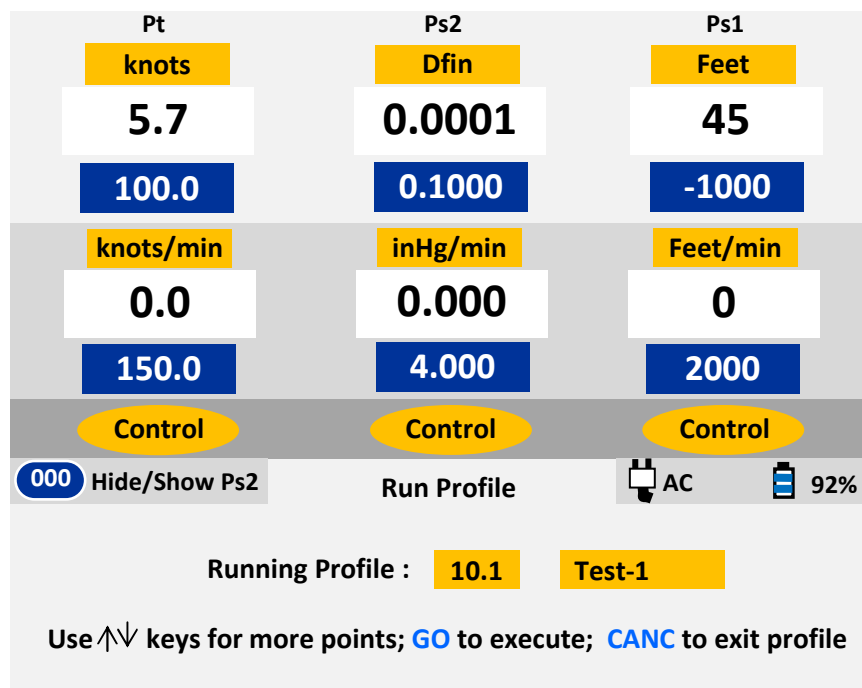 Pt Ps2 Ps1
knots Dfin Feet
5.7 0.0001 45
100.0 0.1000 -1000
knots/min inHg/min Feet/min
0.0 0.000 0
150.0 4.000 2000
Control Control Control
000 Hide/Show Ps2 Run Profile AC 92%
Running Profile : 10.1 Test-1
Use ↑↓ keys for more points; GO to execute; CANC to exit profile